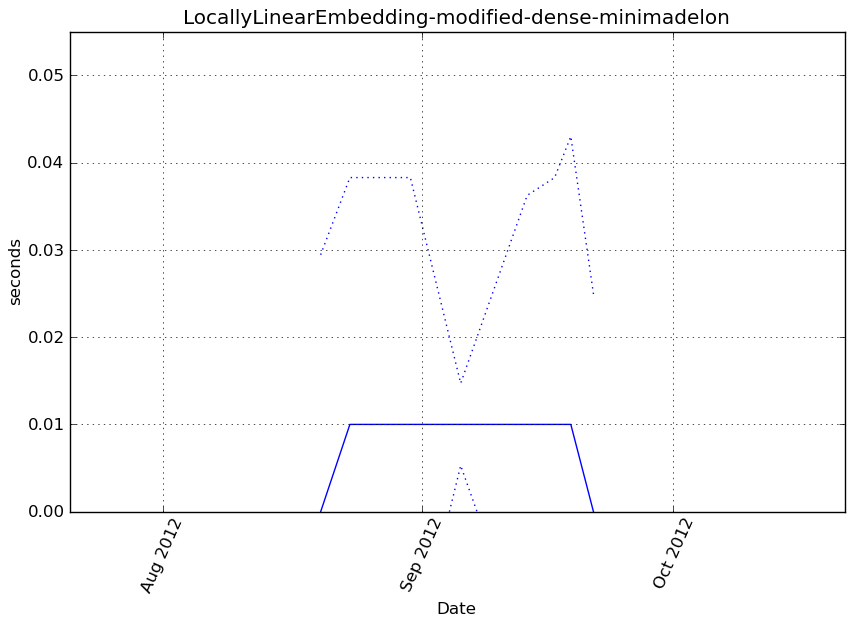 LocallyLinearEmbedding-modified-dense-minimadelon
0.05
0.04
0.03
0.02
0.01
0.00
seconds
Aug 2012
Sep 2012
Oct 2012
Date